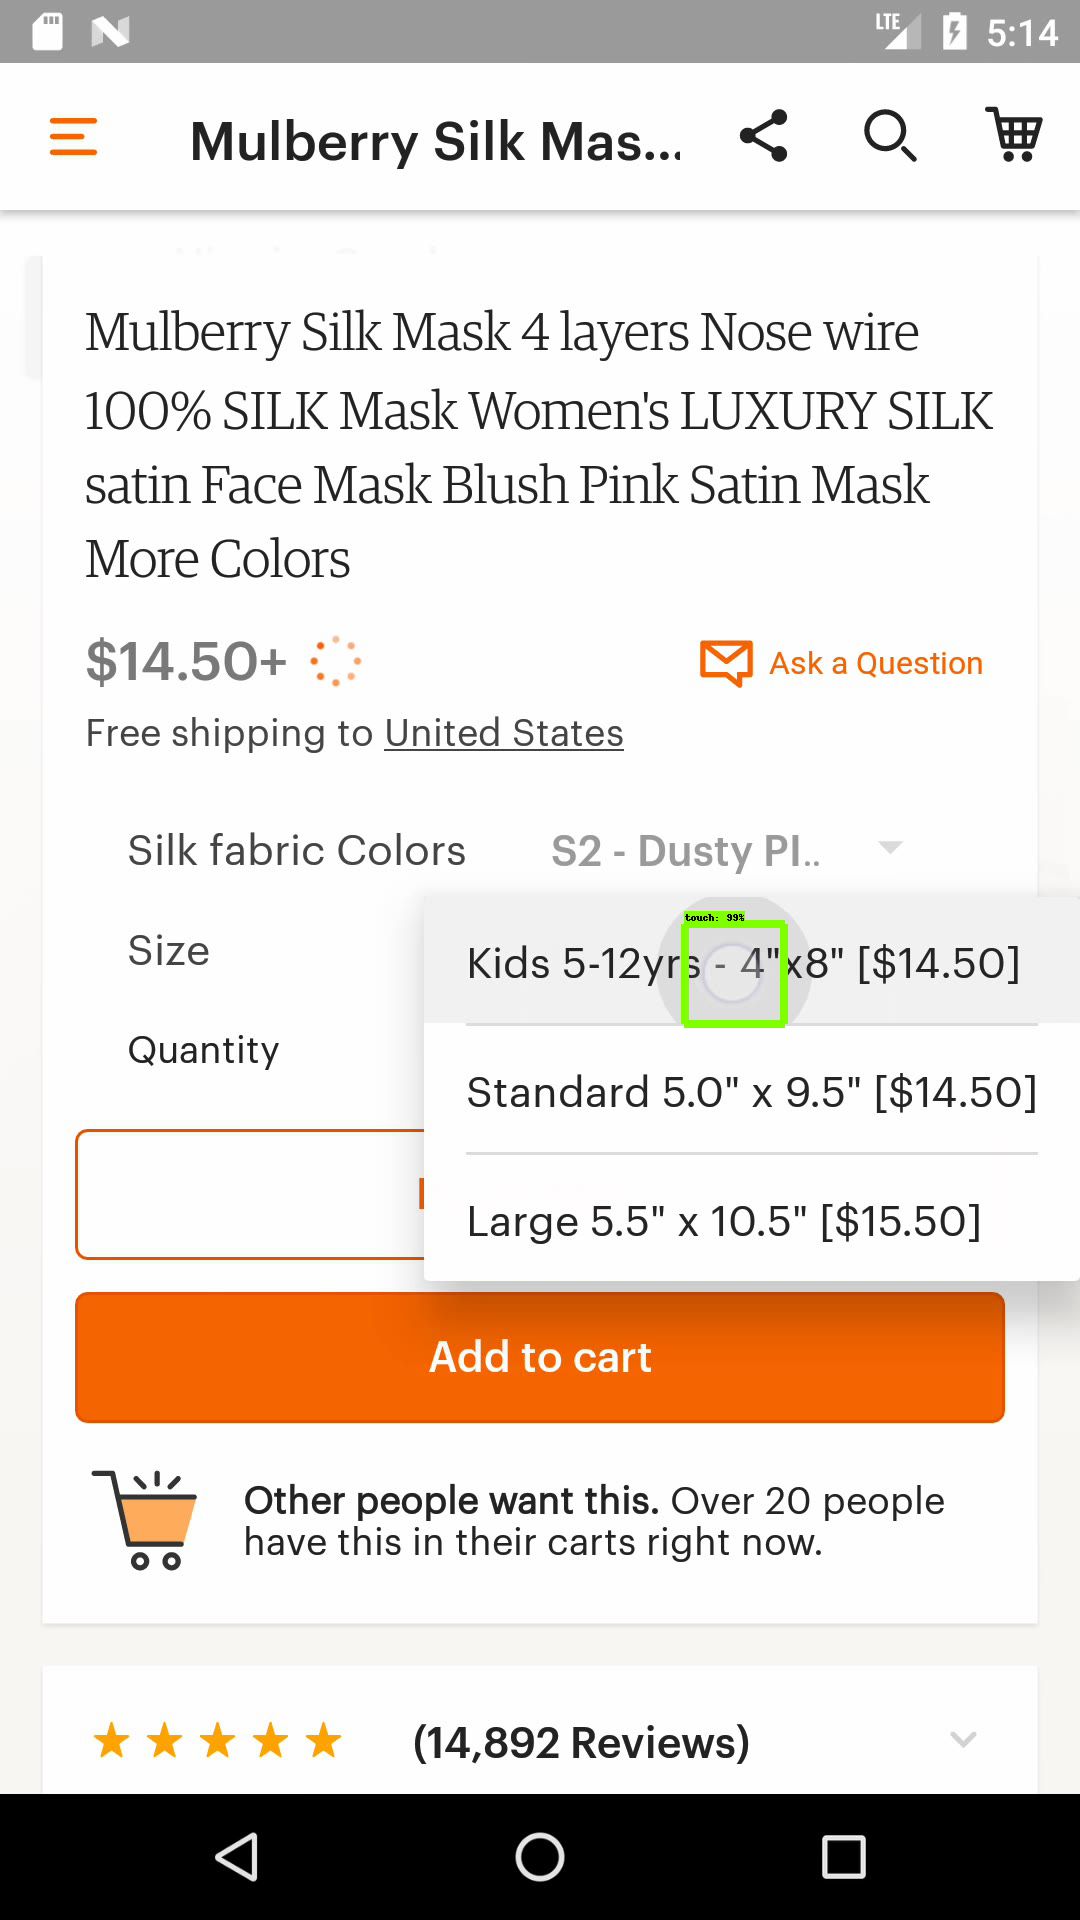 LTE 5:14
Mulberry Silk Mas...
Mulberry Silk Mask 4 layers Nose wire
100% SILK Mask Women's LUXURY SILK
satin Face Mask Blush Pink Satin Mask
More Colors
$14.50+
Ask a Question
Free shipping to United States
Silk fabric Colors
S2 - Dusty PI..
Size
touch: 99%
Kids 5-12yrs - 4"x8" [$14.50]
Quantity
Standard 5.0" x 9.5" [$14.50]
Large 5.5" x 10.5" [$15.50]
Add to cart
Other people want this. Over 20 people
have this in their carts right now.
(14,892 Reviews)